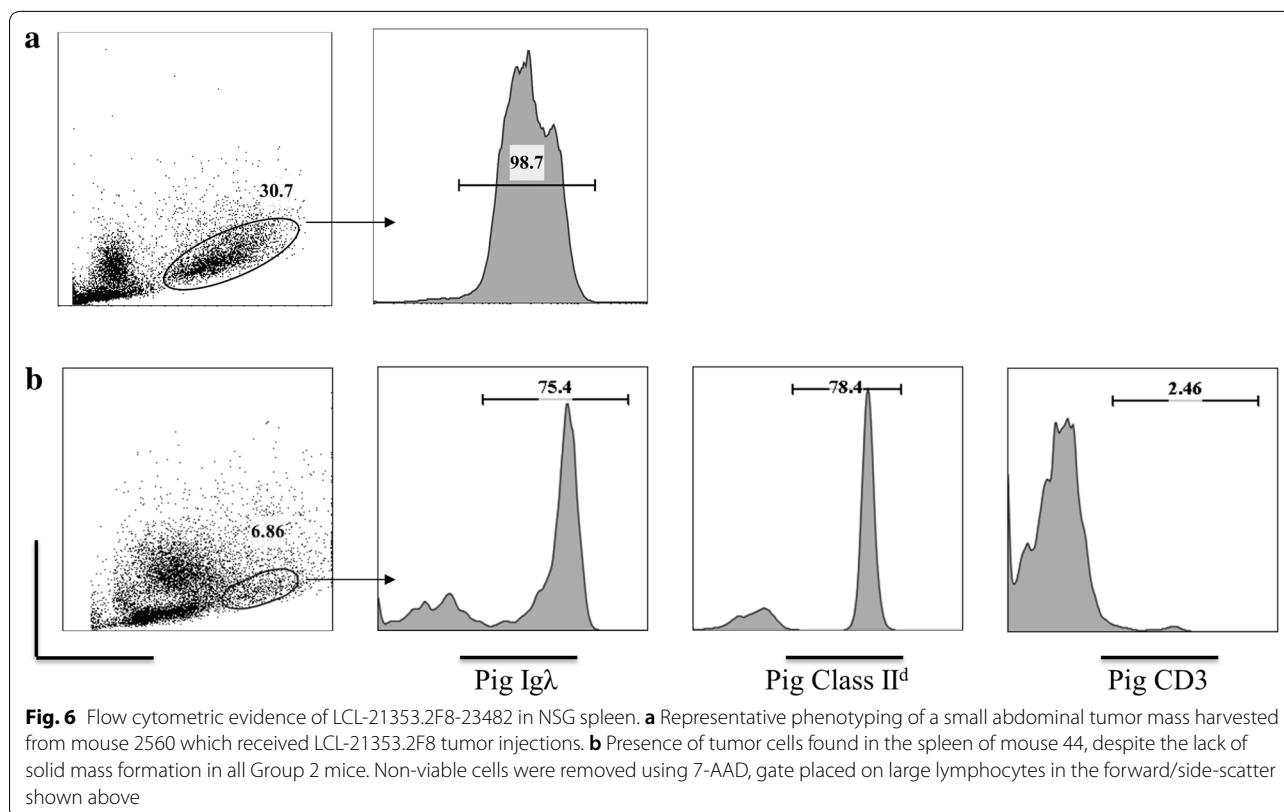 a
30.7
98.7
b
6.86
75.4
78.4
2.46
Pig Igλ
Pig Class IIᵈ
Pig CD3
Fig. 6 Flow cytometric evidence of LCL-21353.2F8-23482 in NSG spleen. a Representative phenotyping of a small abdominal tumor mass harvested
from mouse 2560 which received LCL-21353.2F8 tumor injections. b Presence of tumor cells found in the spleen of mouse 44, despite the lack of
solid mass formation in all Group 2 mice. Non-viable cells were removed using 7-AAD, gate placed on large lymphocytes in the forward/side-scatter
shown above